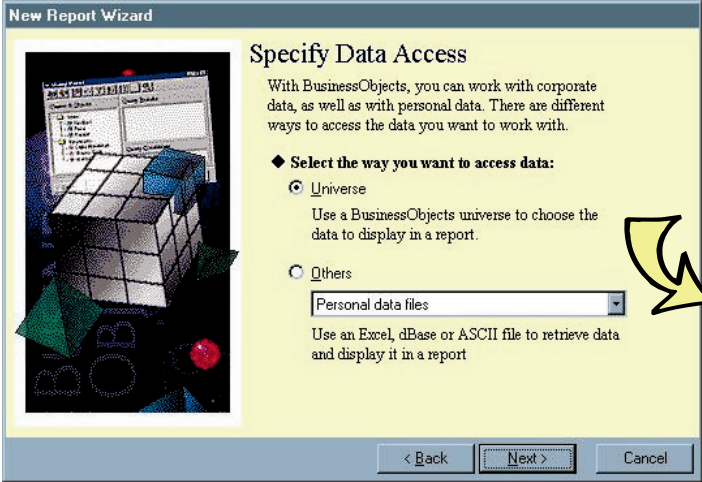 New Report Wizard
Specify Data Access
With BusinessObjects, you can work with corporate
data, as well as with personal data. There are different
ways to access the data you want to work with.
◆ Select the way you want to access data:
Universe
Use a BusinessObjects universe to choose the
data to display in a report.
Others
Personal data files
Use an Excel, dBase or ASCII file to retrieve data
and display it in a report
< Back
Next >
Cancel